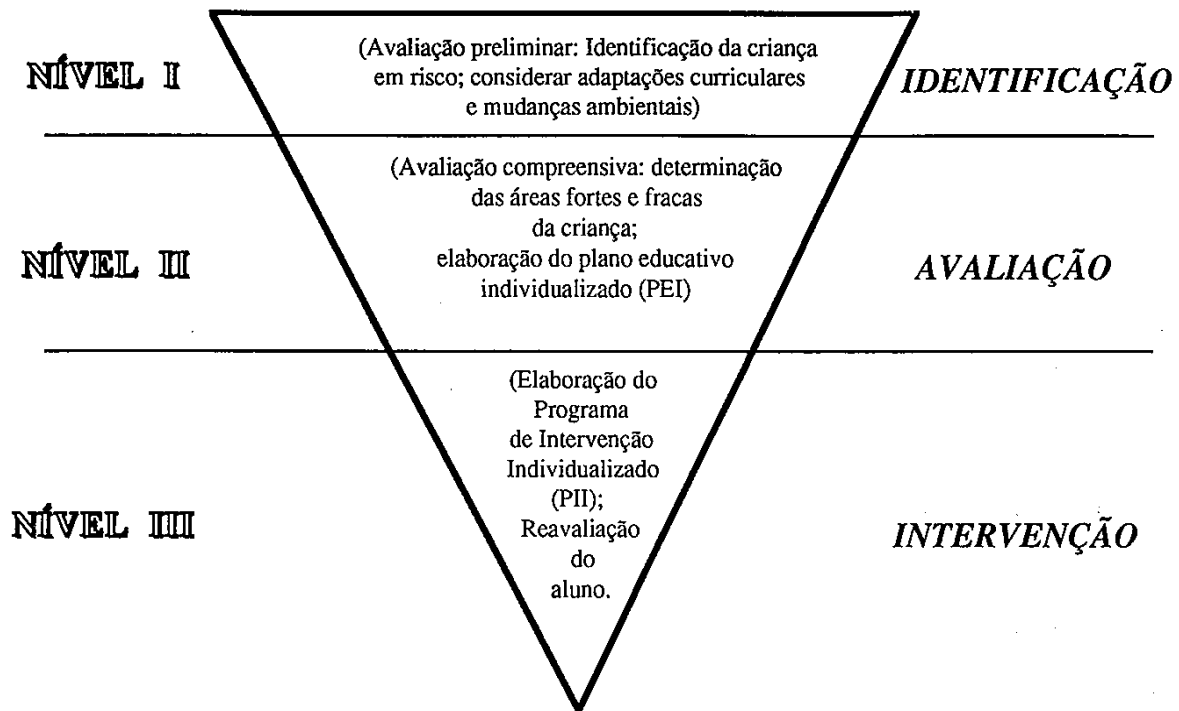 NÍVEL I
(Avaliação preliminar: Identificação da criança
em risco; considerar adaptações curriculares
e mudanças ambientais)
IDENTIFICAÇÃO
NÍVEL II
(Avaliação compreensiva: determinação
das áreas fortes e fracas
da criança;
elaboração do plano educativo
individualizado (PEI)
AVALIAÇÃO
NÍVEL III
(Elaboração do
Programa
de Intervenção
Individualizado
(PII);
Reavaliação
do
aluno.
INTERVENÇÃO